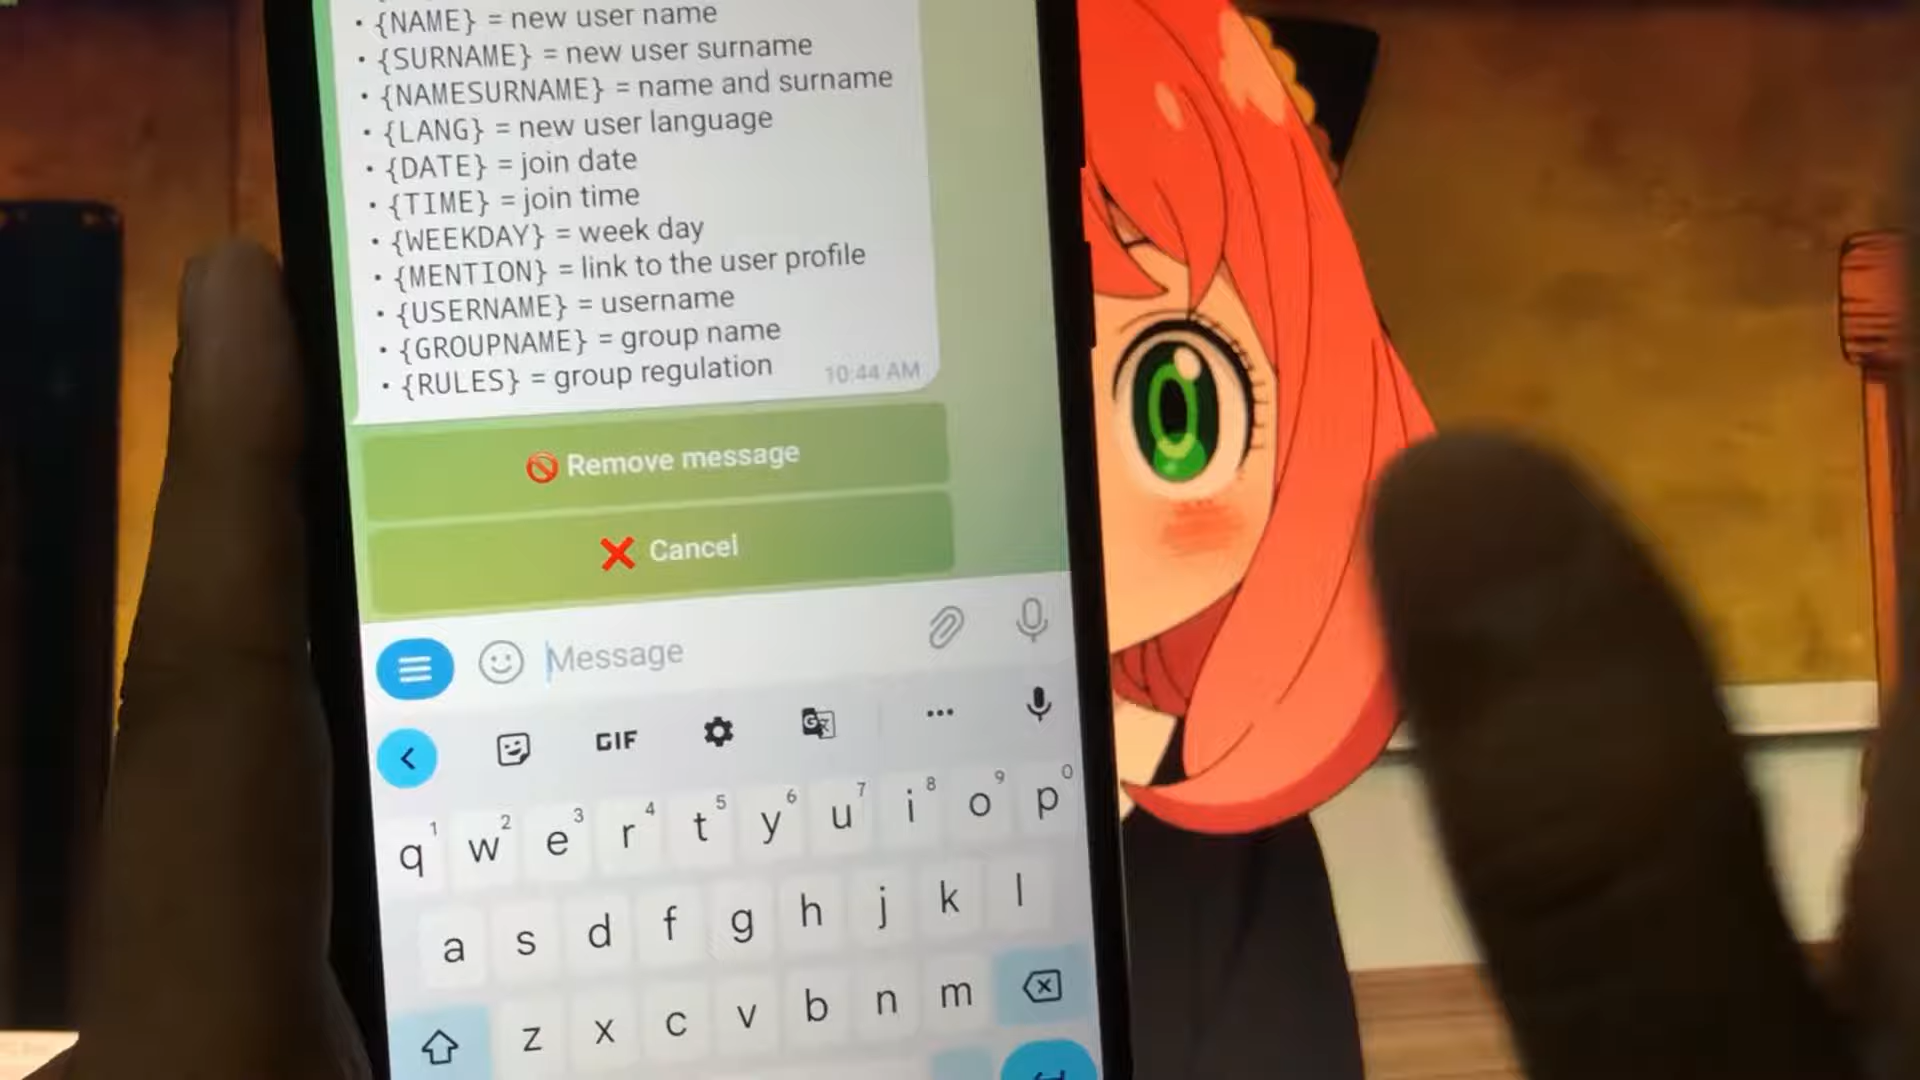 • {NAME} = new user name
• {SURNAME} = new user surname
• {NAMESURNAME} = name and surname
• {LANG} = new user language
• {DATE} = join date
• {TIME} = join time
• {WEEKDAY} = week day
• {MENTION} = link to the user profile
• {USERNAME} = username
• {GROUPNAME} = group name
• {RULES} = group regulation
10:44 AM
🚫 Remove message
❌ Cancel
Message
GIF
1 2 3 4 5 6 7 8 9 0
q w e r t y u i o p
a s d f g h j k l
z x c v b n m